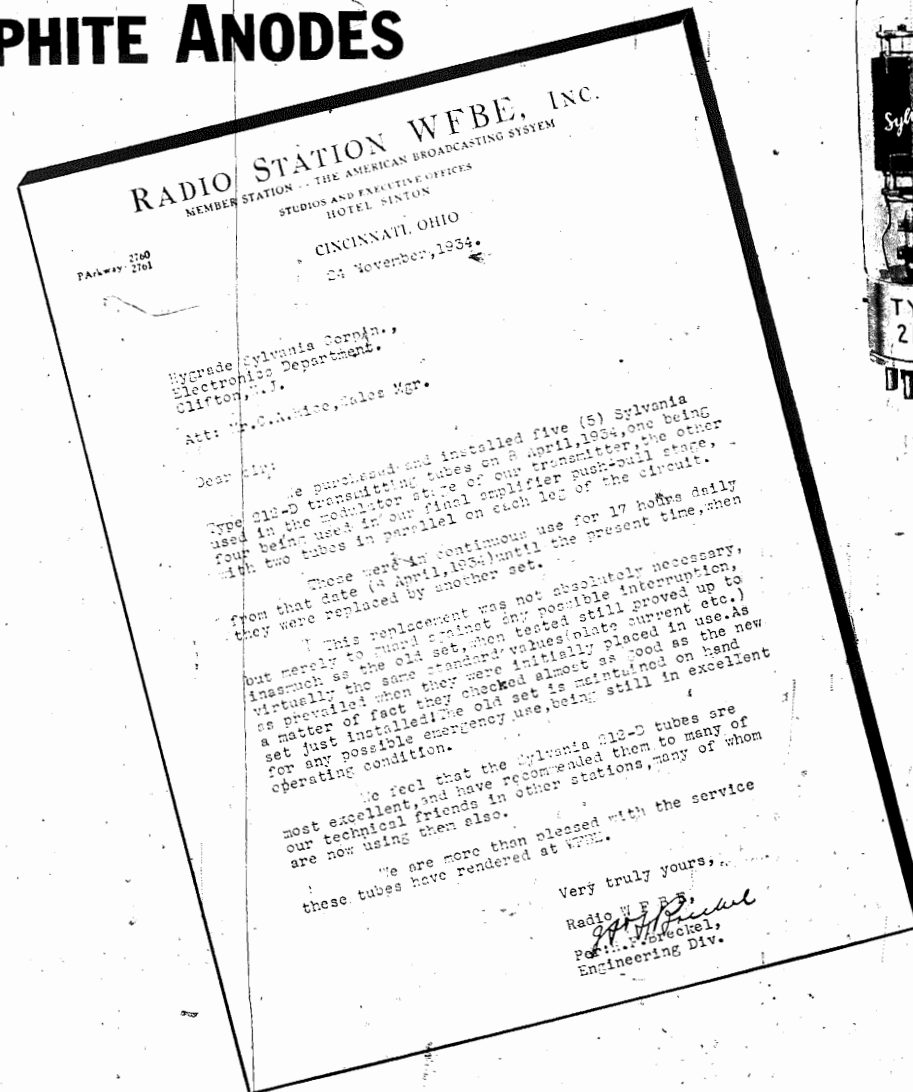 PHITE ANODES
RADIO STATION WFBE, INC.
MEMBER STATION -- THE AMERICAN BROADCASTING SYSYEM
STUDIOS AND EXECUTIVE OFFICES
HOTEL SINTON
CINCINNATI, OHIO
PArkway- 2760
2761
24 November,1934.
Hygrade Sylvania Corp'n.,
Electronics Department.
Clifton,N.J.
Att: Mr.C.A.Rice,Sales Mgr.
Dear Sir:
We purchased and installed five (5) Sylvania
Type 212-D transmitting tubes on 8 April,1934,one being
used in the modulator stage of our transmitter,the other
four being used in our final amplifier push-pull stage,
with two tubes in parallel on each leg of the circuit.
These were in continuous use for 17 hours daily
from that date (8 April,1934)until the present time,when
they were replaced by another set.
This replacement was not absolutely necessary,
but merely to guard against any possible interruption,
inasmuch as the old set,when tested still proved up to
virtually the same standard values(plate current etc.)
as prevailed when they were initially placed in use.As
a matter of fact they checked almost as good as the new
set just installed!The old set is maintained on hand
for any possible emergency use,being still in excellent
operating condition.
We feel that the Sylvania 212-D tubes are
most excellent,and have recommended them to many of
our technical friends in other stations,many of whom
are now using them also.
We are more than pleased with the service
these tubes have rendered at WFBE.
Very truly yours,
Radio W F B E,
Per:H.F.Breckel,
Engineering Div.
Syl
TY
2